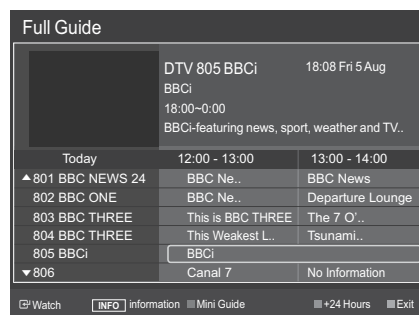 Full Guide
DTV 805 BBCi 18:08 Fri 5 Aug
BBCi
18:00~0:00
BBCi-featuring news, sport, weather and TV..
Today 12:00 - 13:00 13:00 - 14:00
▲801 BBC NEWS 24 BBC Ne.. BBC News
802 BBC ONE BBC Ne.. Departure Lounge
803 BBC THREE This is BBC THREE The 7 O'..
804 BBC THREE This Weakest L.. Tsunami..
805 BBCi BBCi
▼806 Canal 7 No Information
Watch INFO information Mini Guide +24 Hours Exit